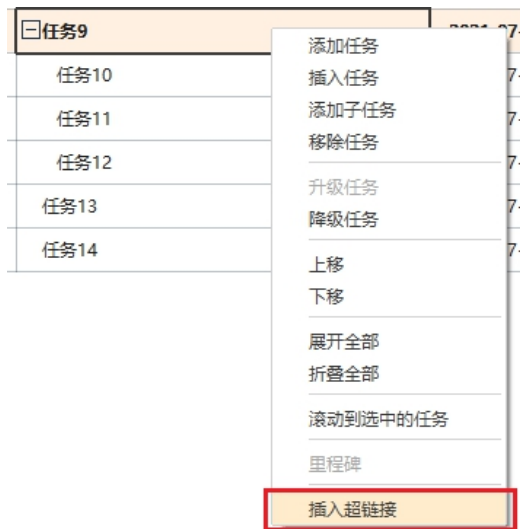 任务9
任务10
任务11
任务12
任务13
任务14
添加任务
插入任务
添加子任务
移除任务
升级任务
降级任务
上移
下移
展开全部
折叠全部
滚动到选中的任务
里程碑
插入超链接